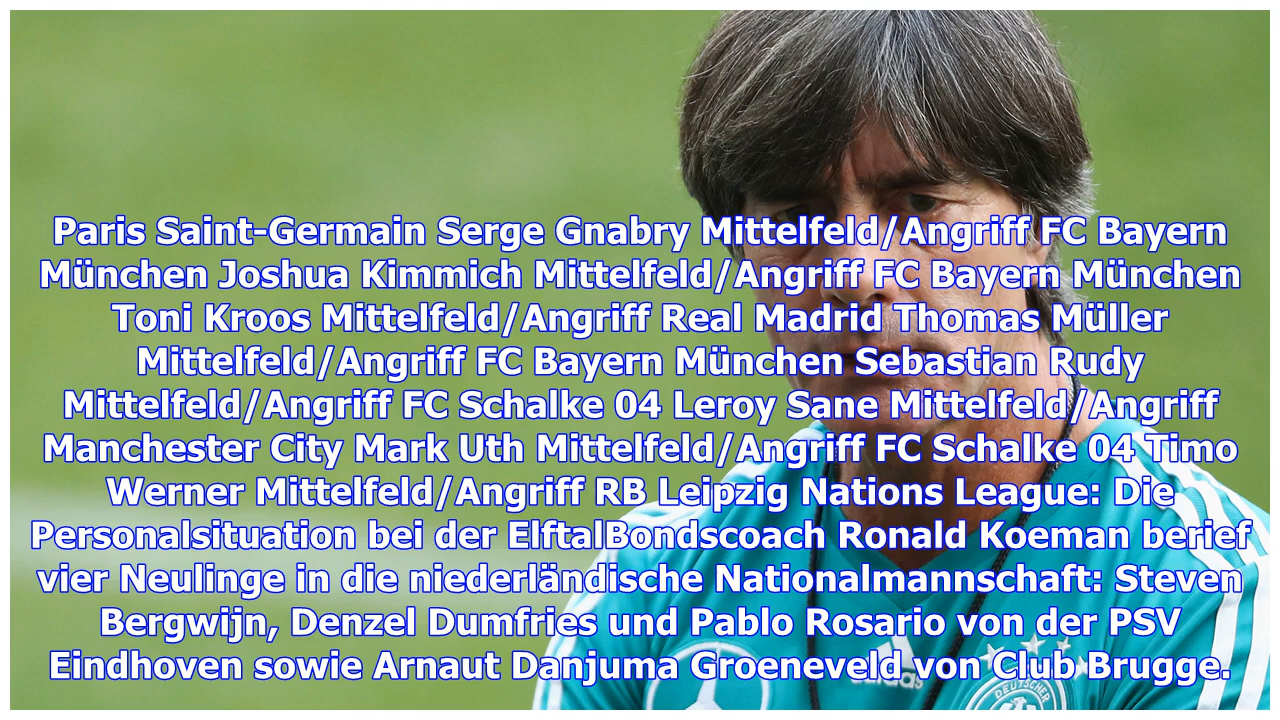 Paris Saint-Germain Serge Gnabry Mittelfeld/Angriff FC Bayern
München Joshua Kimmich Mittelfeld/Angriff FC Bayern München
Toni Kroos Mittelfeld/Angriff Real Madrid Thomas Müller
Mittelfeld/Angriff FC Bayern München Sebastian Rudy
Mittelfeld/Angriff FC Schalke 04 Leroy Sane Mittelfeld/Angriff
Manchester City Mark Uth Mittelfeld/Angriff FC Schalke 04 Timo
Werner Mittelfeld/Angriff RB Leipzig Nations League: Die
Personalsituation bei der ElftalBondscoach Ronald Koeman berief
vier Neulinge in die niederländische Nationalmannschaft: Steven
Bergwijn, Denzel Dumfries und Pablo Rosario von der PSV
Eindhoven sowie Arnaut Danjuma Groeneveld von Club Brugge.
adidas
DEUTSCHER